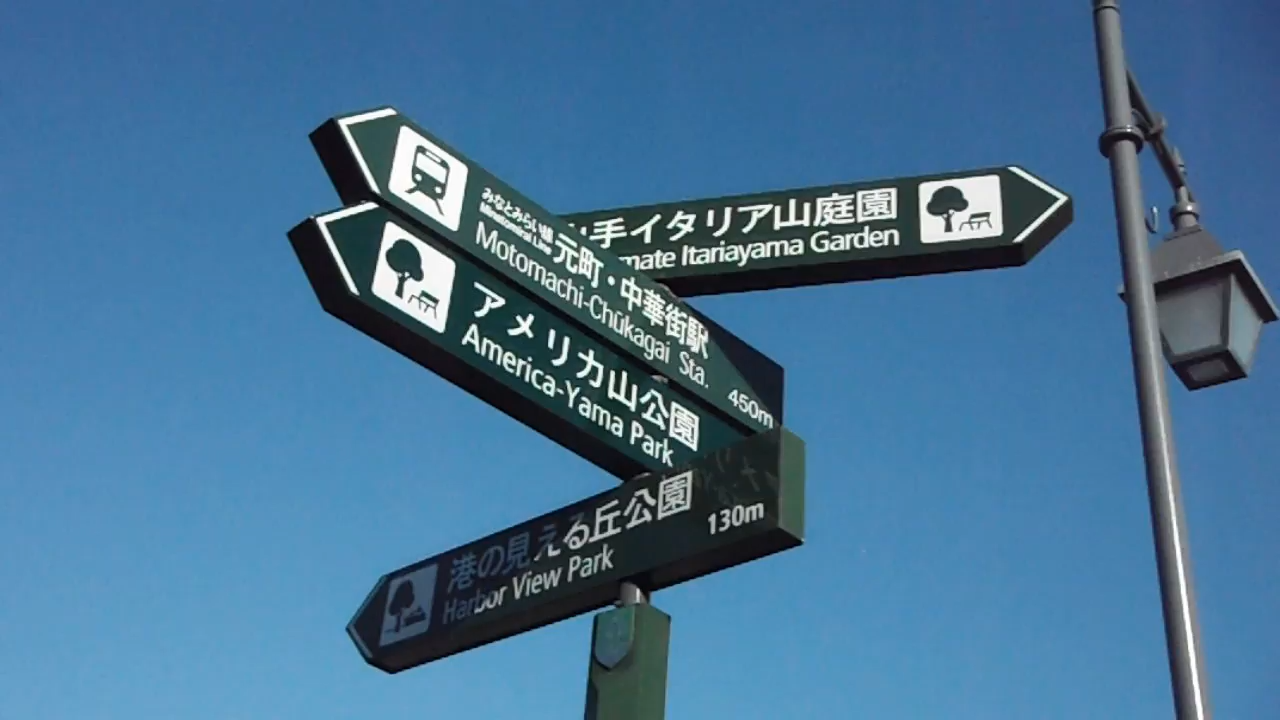 みなとみらい線 元町・中華街駅
Minatomirai Line
Motomachi-Chūkagai Sta.
450m
手イタリア山庭園
Itariayama Garden
アメリカ山公園
America-Yama Park
港の見える丘公園
Harbor View Park
130m